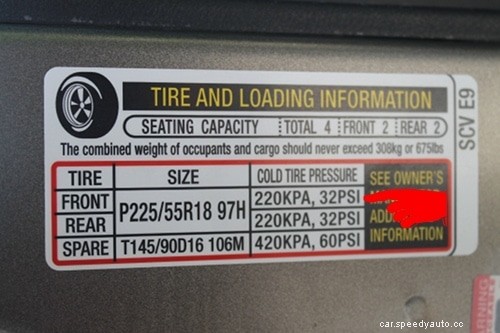 TIRE AND LOADING INFORMATION
SEATING CAPACITY TOTAL 4 FRONT 2 REAR 2
The combined weight of occupants and cargo should never exceed 308kg or 675lbs
SCV E9
TIRE SIZE COLD TIRE PRESSURE SEE OWNER'S
FRONT P225/55R18 97H 220KPA, 32PSI
REAR 220KPA, 32PSI
SPARE T145/90D16 106M 420KPA, 60PSI INFORMATION
car.speedyauto.cc